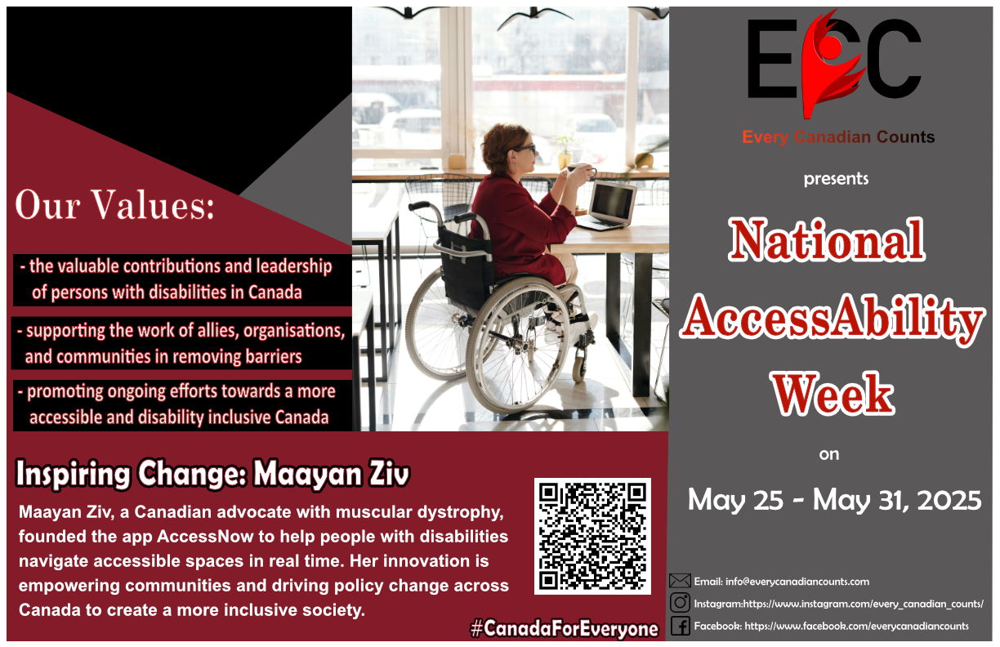 Our Values:
- the valuable contributions and leadership
of persons with disabilities in Canada
- supporting the work of allies, organisations,
and communities in removing barriers
- promoting ongoing efforts towards a more
accessible and disability inclusive Canada
Inspiring Change: Maayan Ziv
Maayan Ziv, a Canadian advocate with muscular dystrophy,
founded the app AccessNow to help people with disabilities
navigate accessible spaces in real time. Her innovation is
empowering communities and driving policy change across
Canada to create a more inclusive society.
#CanadaForEveryone
ECC
Every Canadian Counts
presents
National
AccessAbility
Week
on
May 25 - May 31, 2025
Email: info@everycanadiancounts.com
Instagram:https://www.instagram.com/every_canadian_counts/
Facebook: https://www.facebook.com/everycanadiancounts